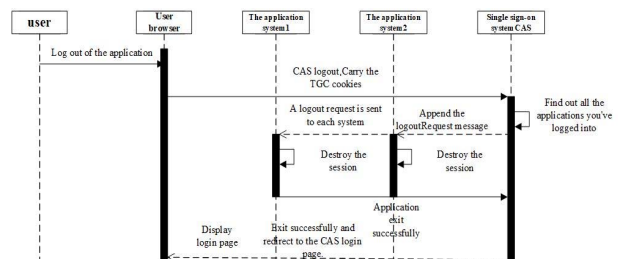 user
User
browser
The application
system1
The application
system2
Single sign-on
systemCAS
Log out of the application
CAS logout,Carry the
TGC cookies
Find out all the
applications you've
logged into
A logout request is sent
to each system
Append the
logoutRequest message
Destroy the
session
Destroy the
session
Application
exit
successfully
Display
login page
Exit successfully and
redirect to the CAS login
page.